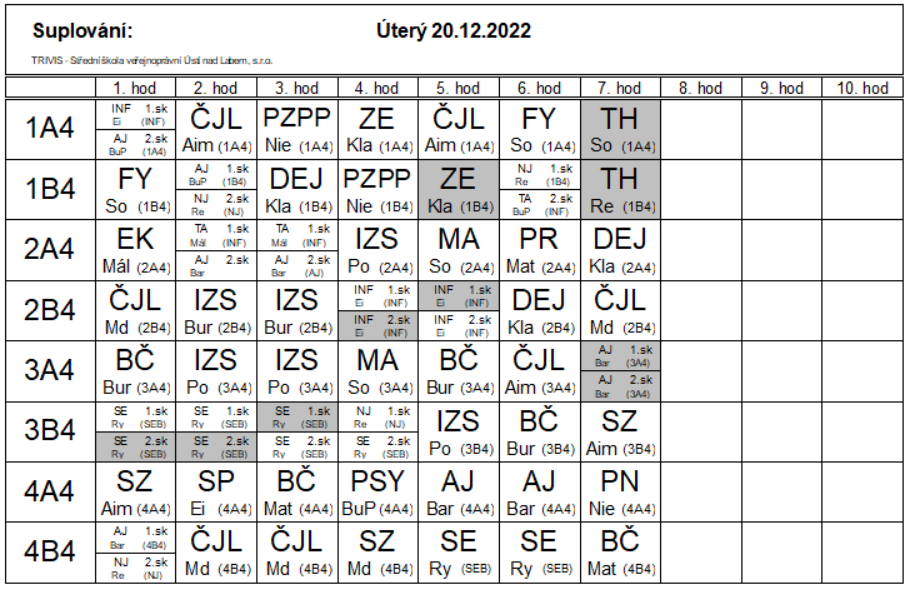 Suplování: Úterý 20.12.2022
TRIVIS - Střední škola veřejnoprávní Ústí nad Labem, s.r.o.
1. hod 2. hod 3. hod 4. hod 5. hod 6. hod 7. hod 8. hod 9. hod 10. hod
1A4
INF 1.sk
Ei (INF)
AJ 2.sk
BuP (1A4)
ČJL
Aim (1A4)
PZPP
Nie (1A4)
ZE
Kla (1A4)
ČJL
Aim (1A4)
FY
So (1A4)
TH
So (1A4)
1B4
FY
So (1B4)
AJ 1.sk
BuP (1B4)
NJ 2.sk
Re (NJ)
DEJ
Kla (1B4)
PZPP
Nie (1B4)
ZE
Kla (1B4)
NJ 1.sk
Re (1B4)
TA 2.sk
BuP (INF)
TH
Re (1B4)
2A4
EK
Mál (2A4)
TA 1.sk
Mál (INF)
AJ 2.sk
Bar
TA 1.sk
Mál (INF)
AJ 2.sk
Bar (AJ)
IZS
Po (2A4)
MA
So (2A4)
PR
Mat (2A4)
DEJ
Kla (2A4)
2B4
ČJL
Md (2B4)
IZS
Bur (2B4)
IZS
Bur (2B4)
INF 1.sk
Ei (INF)
INF 2.sk
Ei (INF)
INF 1.sk
Ei (INF)
INF 2.sk
Ei (INF)
DEJ
Kla (2B4)
ČJL
Md (2B4)
3A4
BČ
Bur (3A4)
IZS
Po (3A4)
IZS
Po (3A4)
MA
So (3A4)
BČ
Bur (3A4)
ČJL
Aim (3A4)
AJ 1.sk
Bar (3A4)
AJ 2.sk
Bar (3A4)
3B4
SE 1.sk
Ry (SEB)
SE 2.sk
Ry (SEB)
SE 1.sk
Ry (SEB)
SE 2.sk
Ry (SEB)
SE 1.sk
Ry (SEB)
SE 2.sk
Ry (SEB)
NJ 1.sk
Re (NJ)
SE 2.sk
Ry (SEB)
IZS
Po (3B4)
BČ
Bur (3B4)
SZ
Aim (3B4)
4A4
SZ
Aim (4A4)
SP
Ei (4A4)
BČ
Mat (4A4)
PSY
BuP (4A4)
AJ
Bar (4A4)
AJ
Bar (4A4)
PN
Nie (4A4)
4B4
AJ 1.sk
Bar (4B4)
NJ 2.sk
Re (NJ)
ČJL
Md (4B4)
ČJL
Md (4B4)
SZ
Md (4B4)
SE
Ry (SEB)
SE
Ry (SEB)
BČ
Mat (4B4)